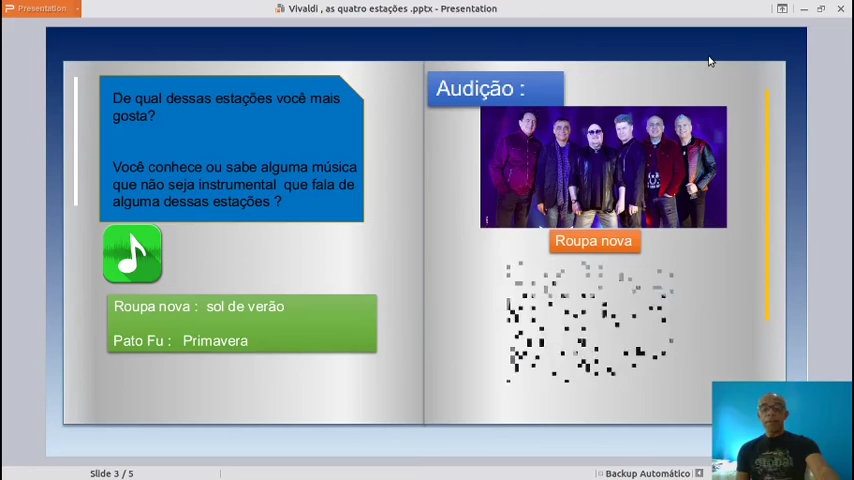 Presentation
Vivaldi , as quatro estações .pptx - Presentation
De qual dessas estações você mais
gosta?
Você conhece ou sabe alguma música
que não seja instrumental que fala de
alguma dessas estações ?
Roupa nova : sol de verão
Pato Fu : Primavera
Audição :
Roupa nova
global
Slide 3 / 5
Backup Automático